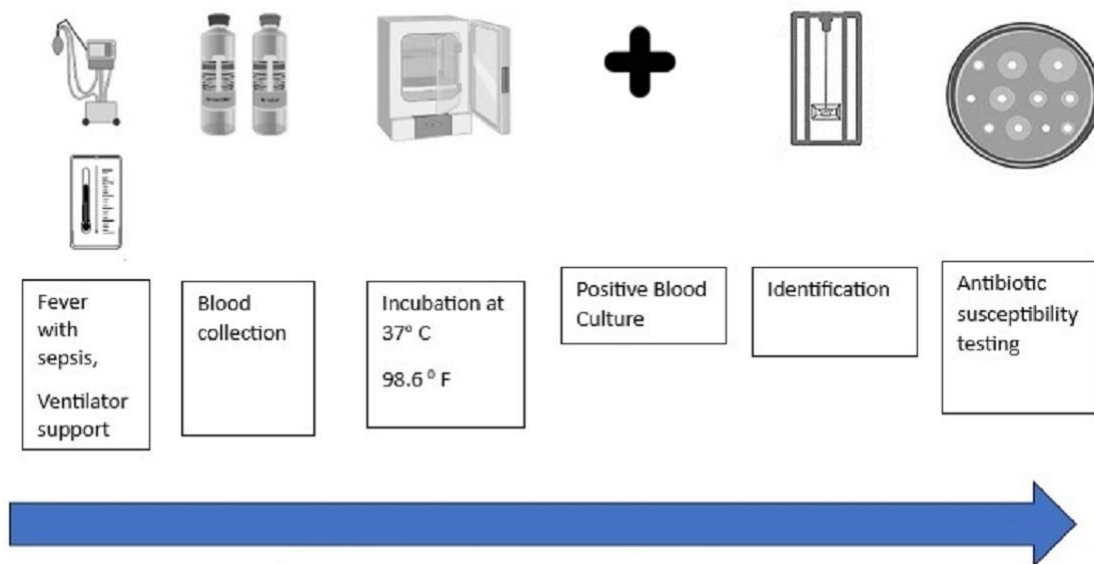 Fever
with
sepsis,
Ventilator
support
Blood
collection
Incubation at
37° C
98.6 ⁰ F
Positive Blood
Culture
Identification
Antibiotic
susceptibility
testing